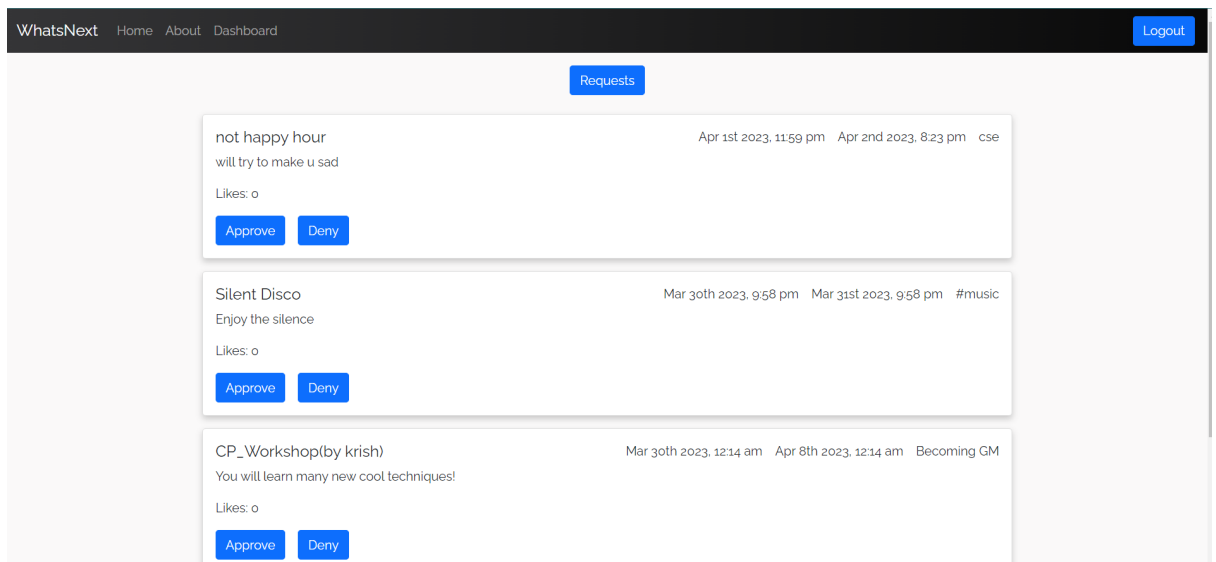 WhatsNext Home About Dashboard Logout
Requests
not happy hour Apr 1st 2023, 11:59 pm Apr 2nd 2023, 8:23 pm cse
will try to make u sad
Likes: 0
Approve Deny
Silent Disco Mar 30th 2023, 9:58 pm Mar 31st 2023, 9:58 pm #music
Enjoy the silence
Likes: 0
Approve Deny
CP_Workshop(by krish) Mar 30th 2023, 12:14 am Apr 8th 2023, 12:14 am Becoming GM
You will learn many new cool techniques!
Likes: 0
Approve Deny